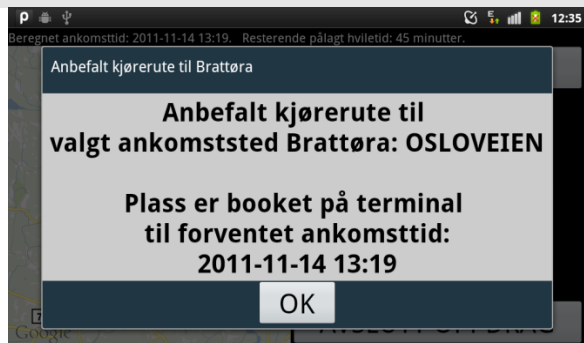 12:35
Beregnet ankomsttid: 2011-11-14 13:19. Resterende pålagt hviletid: 45 minutter.
Anbefalt kjørerute til Brattøra
Anbefalt kjørerute til
valgt ankomststed Brattøra: OSLOVEIEN
Plass er booket på terminal
til forventet ankomsttid:
2011-11-14 13:19
OK
Google